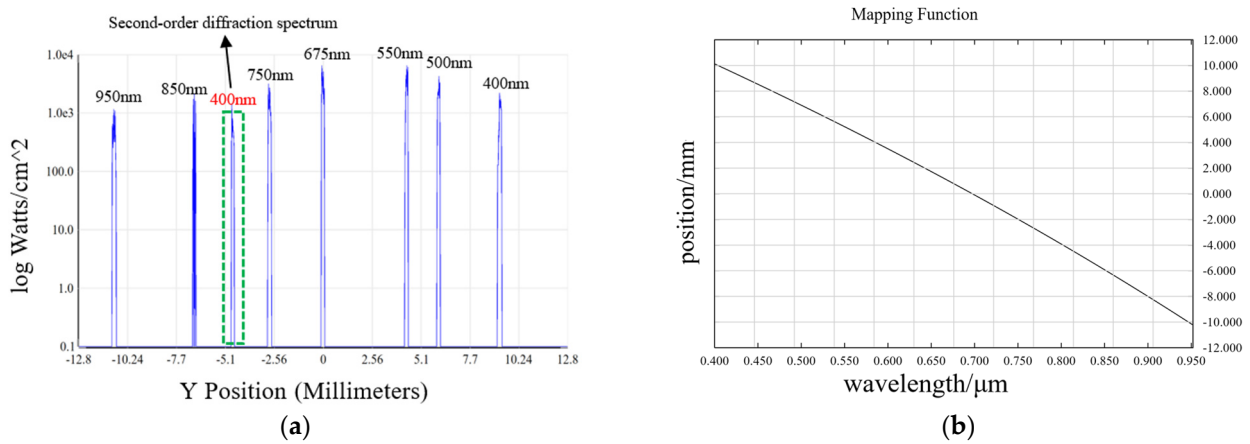 Second-order diffraction spectrum
1.0e4
1.0e3
100.0
10.0
1.0
0.1
log Watts/cm^2
950nm
850nm
400nm
750nm
675nm
550nm
500nm
400nm
-12.8 -10.24 -7.7 -5.1 -2.56 0 2.56 5.1 7.7 10.24 12.8
Y Position (Millimeters)
(a)
Mapping Function
12.000
10.000
8.000
6.000
4.000
2.000
0.000
-2.000
-4.000
-6.000
-8.000
-10.000
-12.000
position/mm
0.400 0.450 0.500 0.550 0.600 0.650 0.700 0.750 0.800 0.850 0.900 0.950
wavelength/μm
(b)